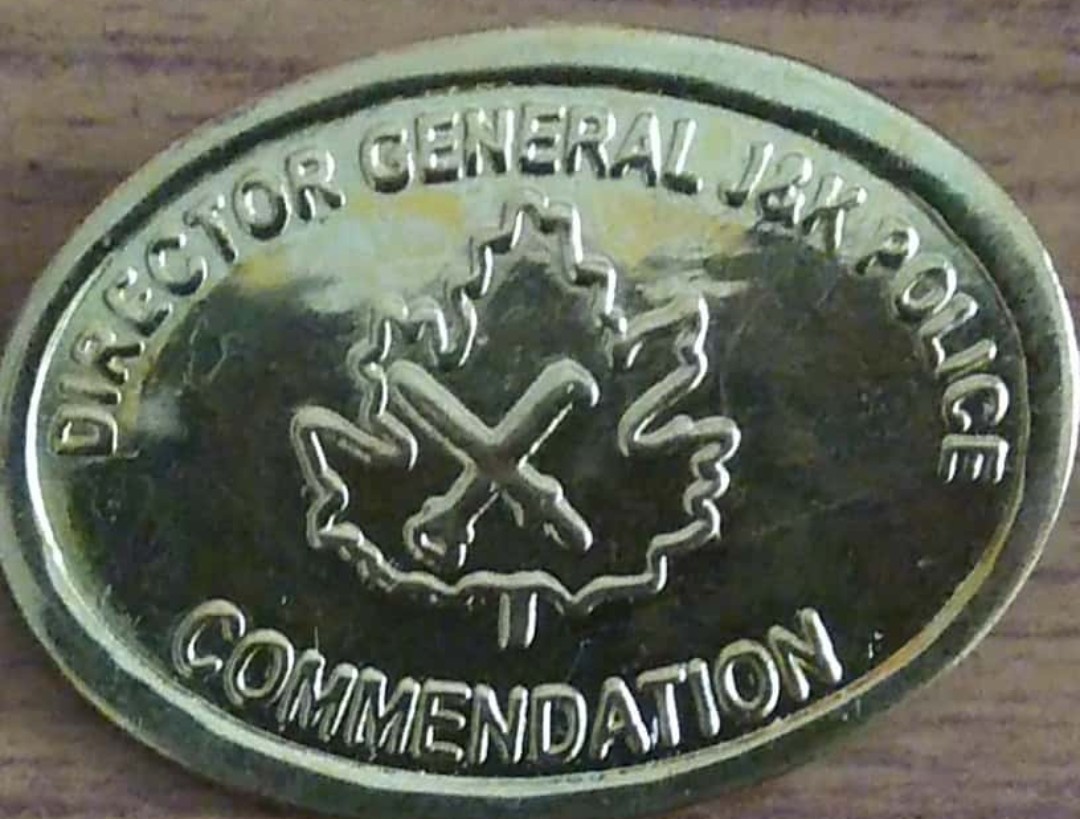 DIRECTOR GENERAL J&K POLICE
COMMENDATION